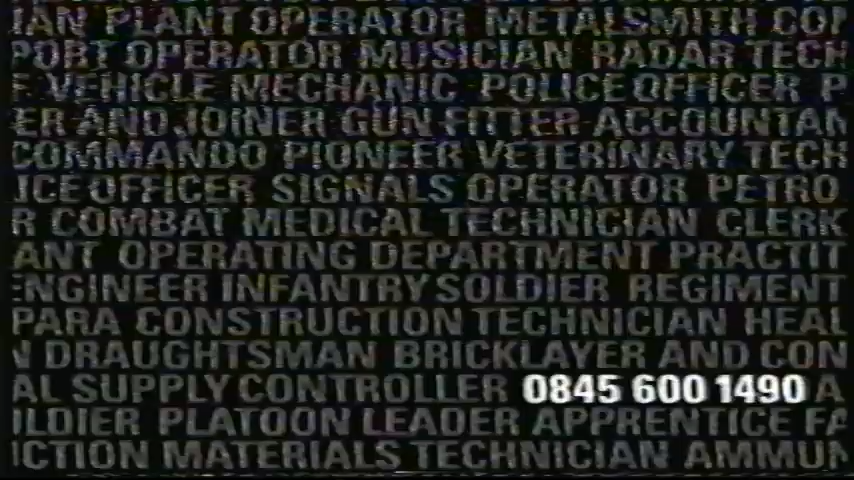 IAN PLANT OPERATOR METALSMITH COM
PORT OPERATOR MUSICIAN RADAR TECH
E VEHICLE MECHANIC POLICE OFFICER P
ER AND JOINER GUN FITTER ACCOUNTAN
COMMANDO PIONEER VETERINARY TECH
ICE OFFICER SIGNALS OPERATOR PETRO
R COMBAT MEDICAL TECHNICIAN CLERK
ANT OPERATING DEPARTMENT PRACTIT
ENGINEER INFANTRY SOLDIER REGIMENT
PARA CONSTRUCTION TECHNICIAN HEAL
N DRAUGHTSMAN BRICKLAYER AND CON
AL SUPPLY CONTROLLER 0845 600 1490 A
OLDIER PLATOON LEADER APPRENTICE FA
ICTION MATERIALS TECHNICIAN AMMUN